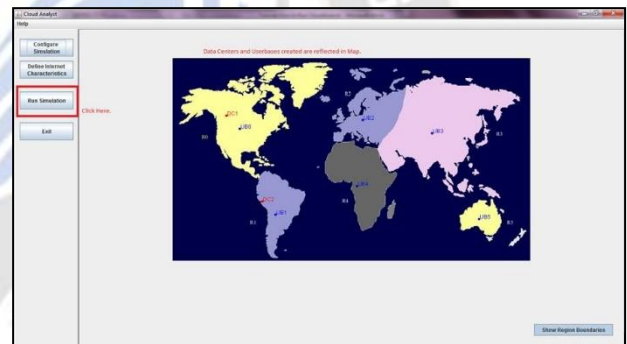 Cloud Analyst
Help
Configure
Simulation
Define Internet
Characteristics
Run Simulation
Exit
Data Centers and Userbases created are reflected in Map.
Click Here.
R2
DC1
UB0
UB2
UB3
R0
R3
UB4
DC2
UB1
R4
R1
UB5
R5
Show Region Boundaries